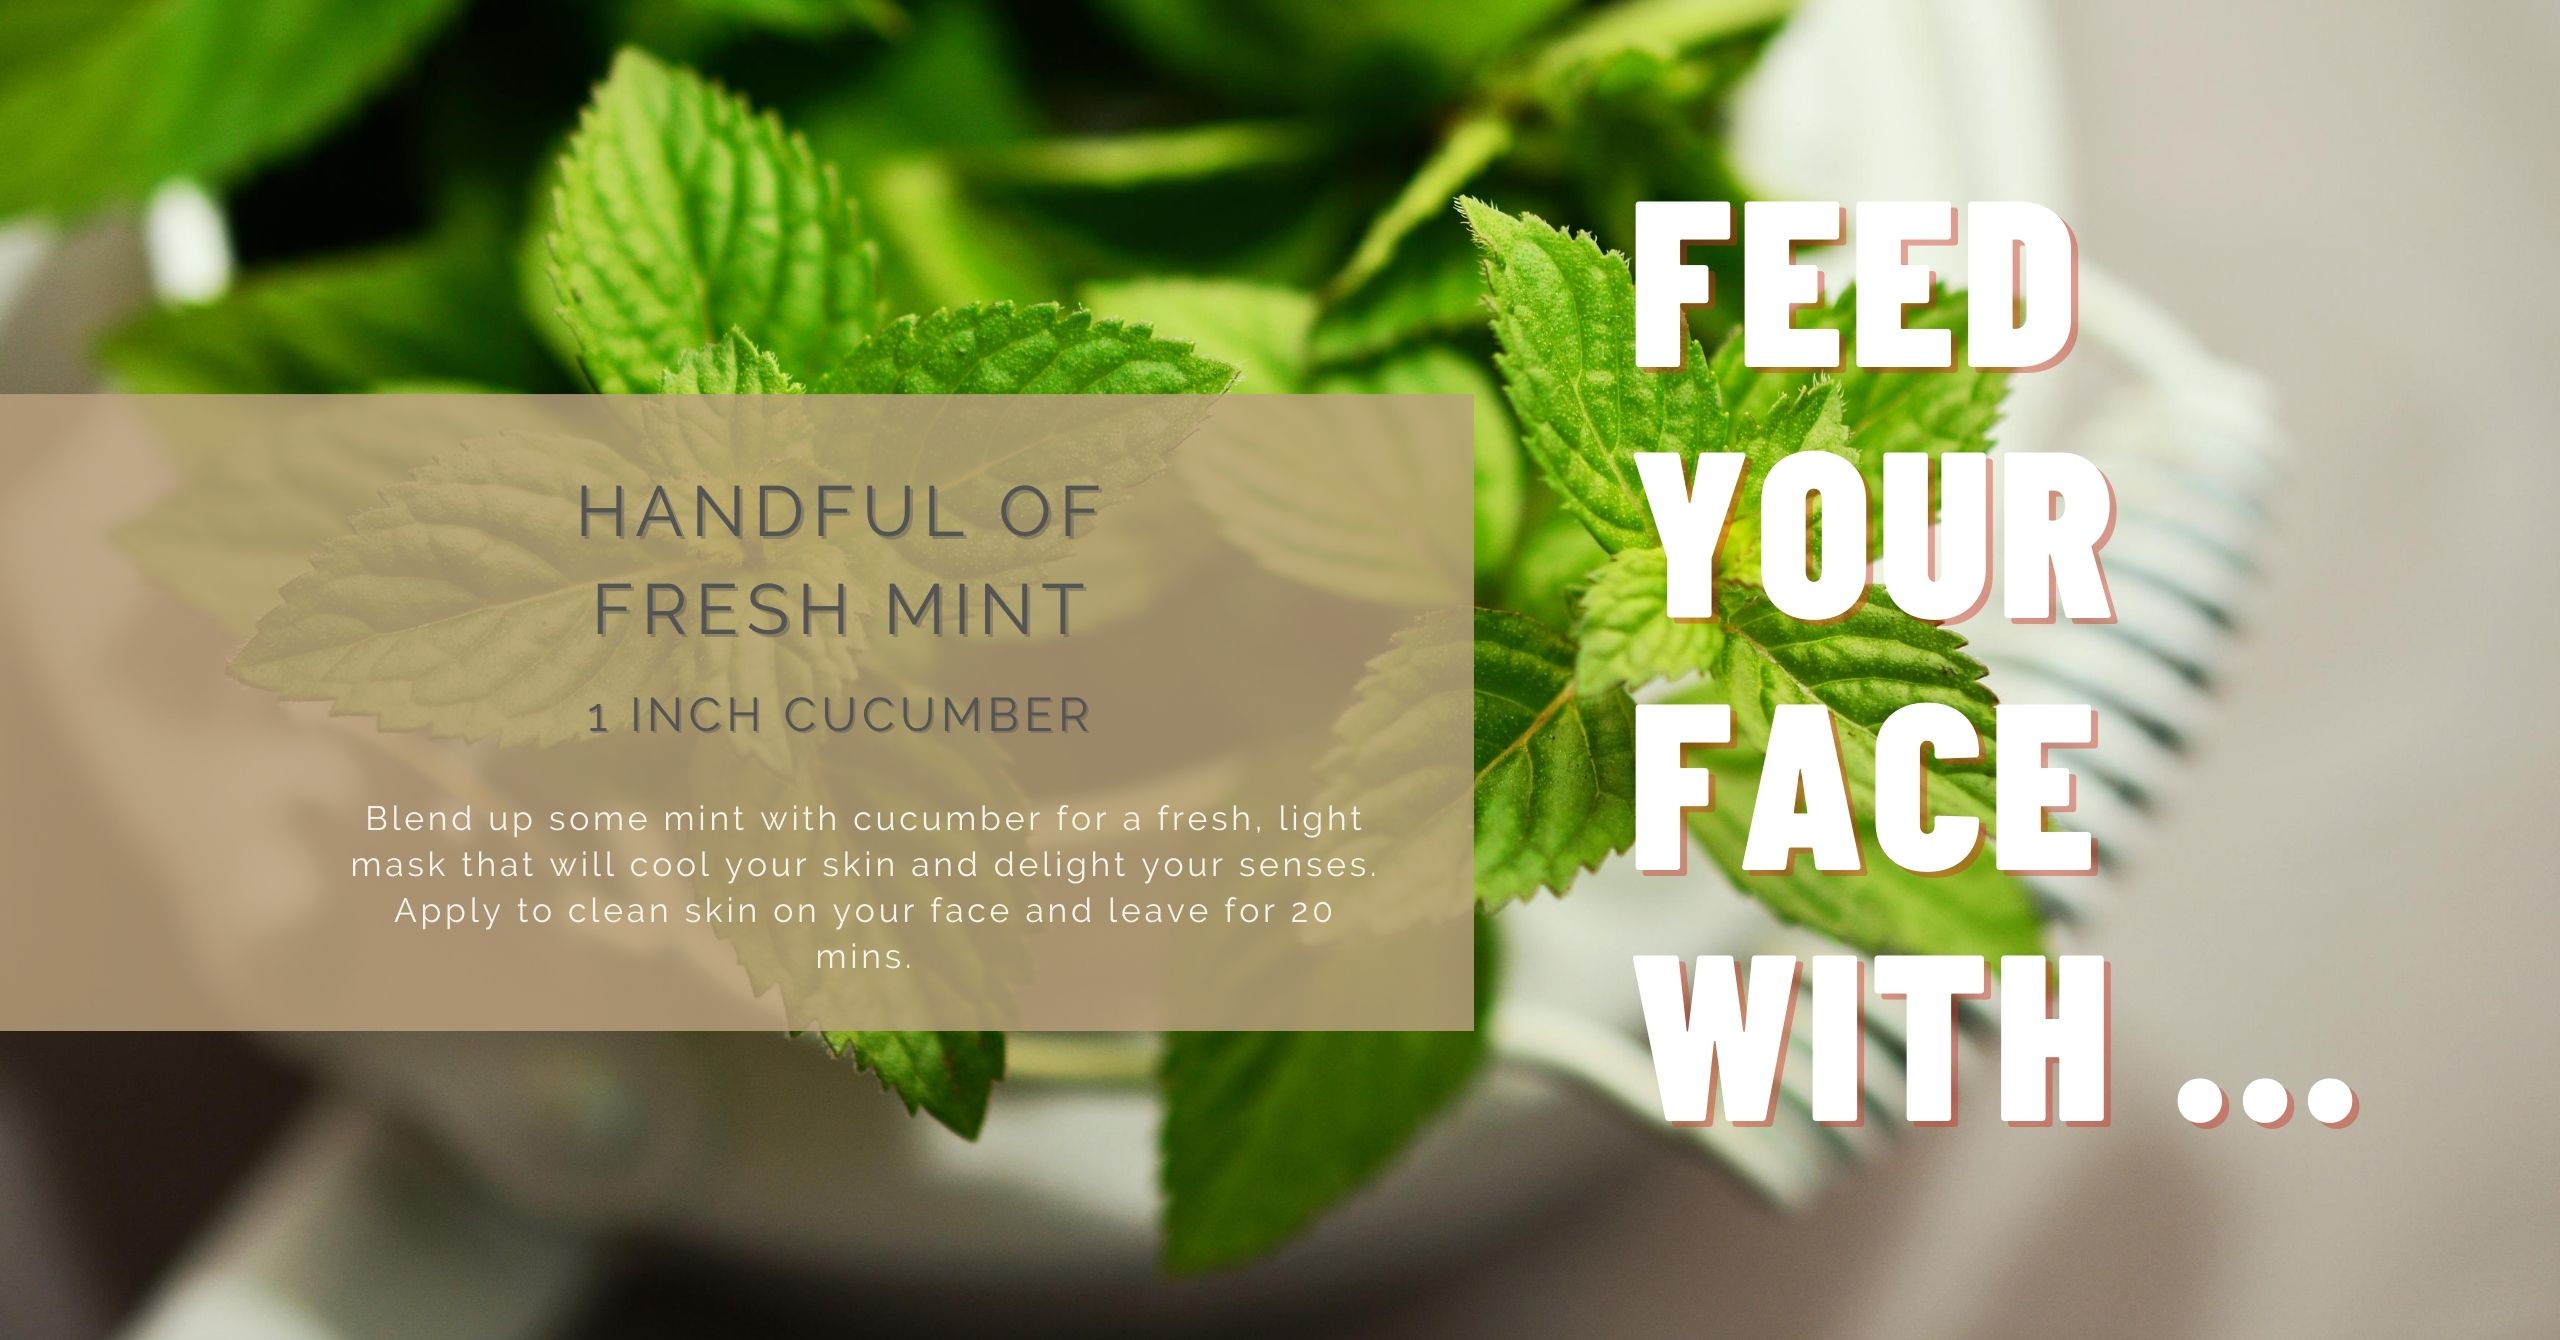 FEED
YOUR
FACE
WITH ...
HANDFUL OF
FRESH MINT
1 INCH CUCUMBER
Blend up some mint with cucumber for a fresh, light
mask that will cool your skin and delight your senses.
Apply to clean skin on your face and leave for 20
mins.